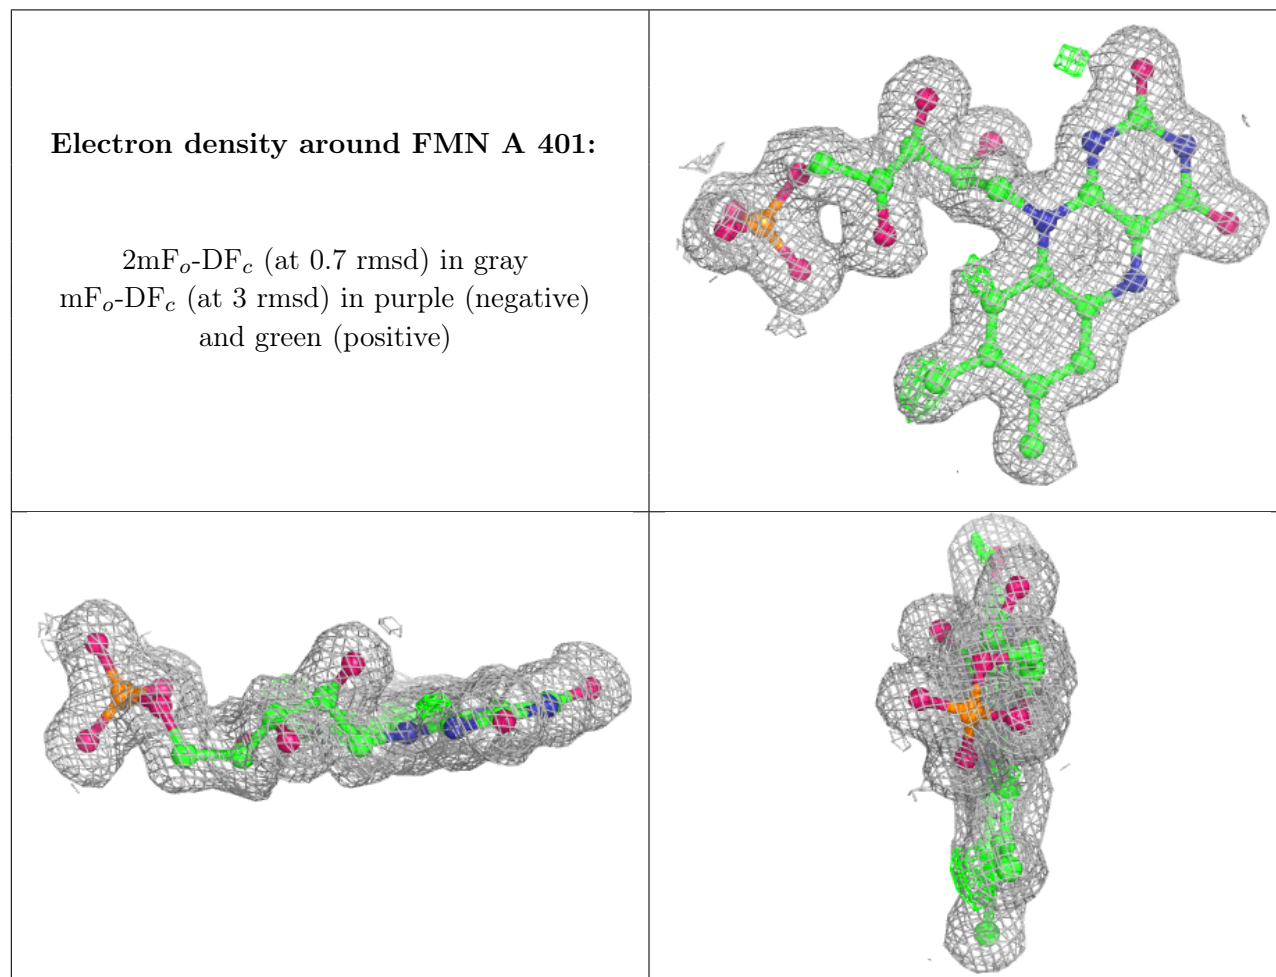 Electron density around FMN A 401:
2mFo-DFc (at 0.7 rmsd) in gray
mFo-DFc (at 3 rmsd) in purple (negative)
and green (positive)